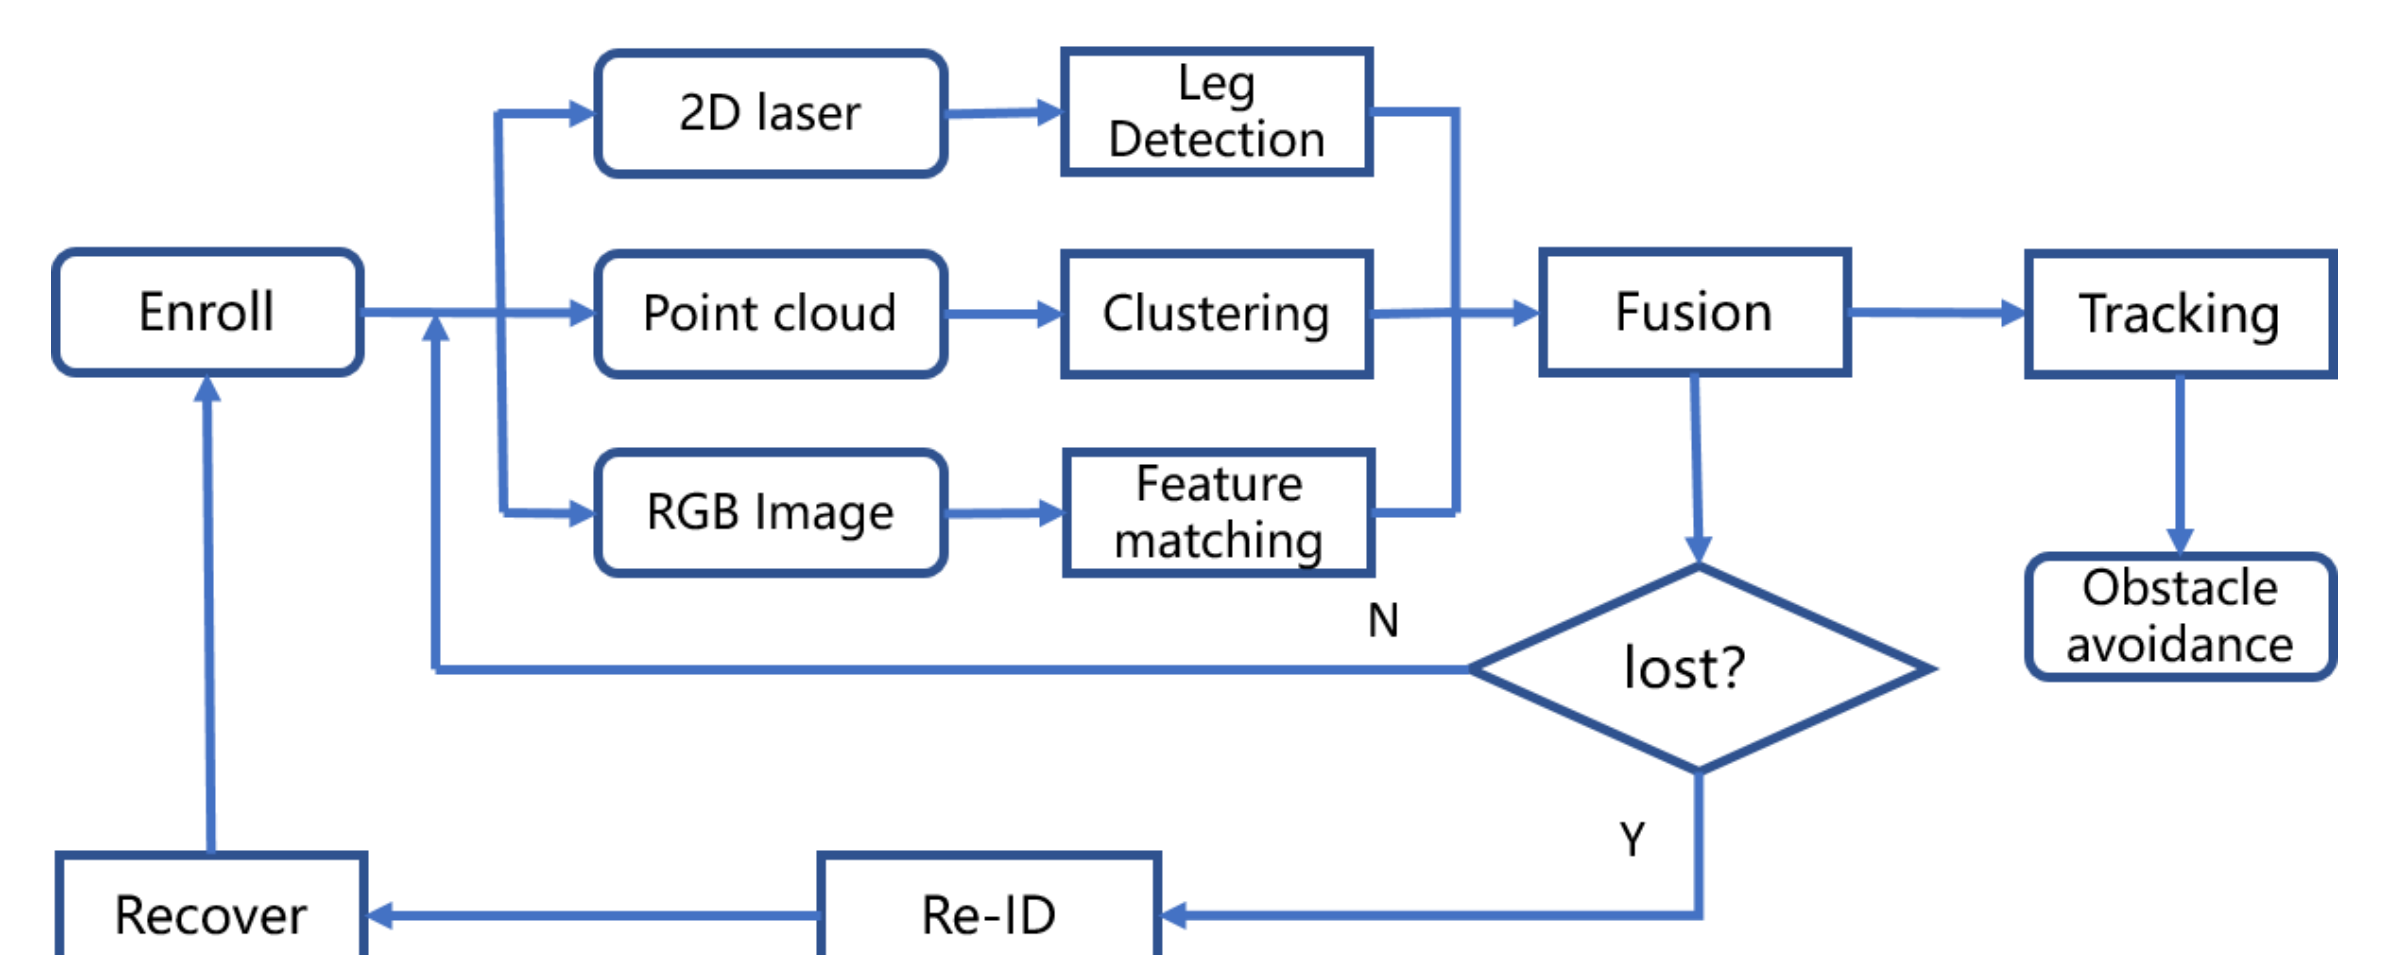 2D laser
Leg
Detection
Enroll
Point cloud
Clustering
Fusion
Tracking
RGB Image
Feature
matching
N
lost?
Obstacle
avoidance
Y
Recover
Re-ID